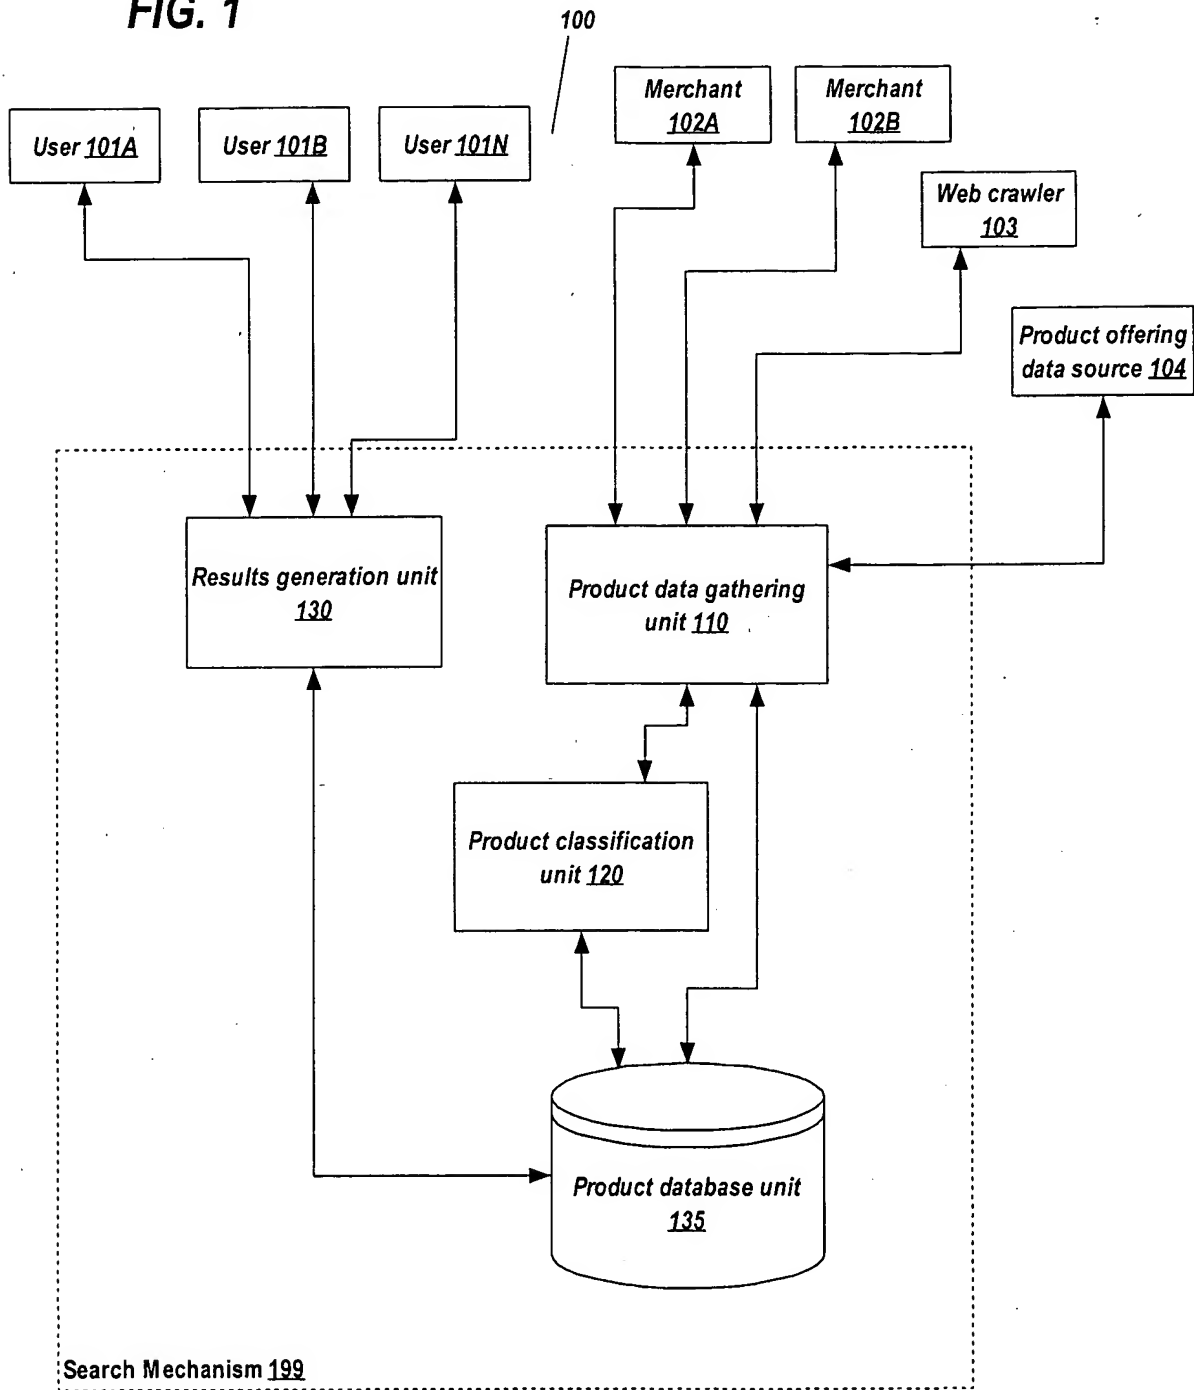 FIG. 1
100
User 101A
User 101B
User 101N
Merchant
102A
Merchant
102B
Web crawler
103
Product offering
data source 104
Results generation unit
130
Product data gathering
unit 110
Product classification
unit 120
Product database unit
135
Search Mechanism 199